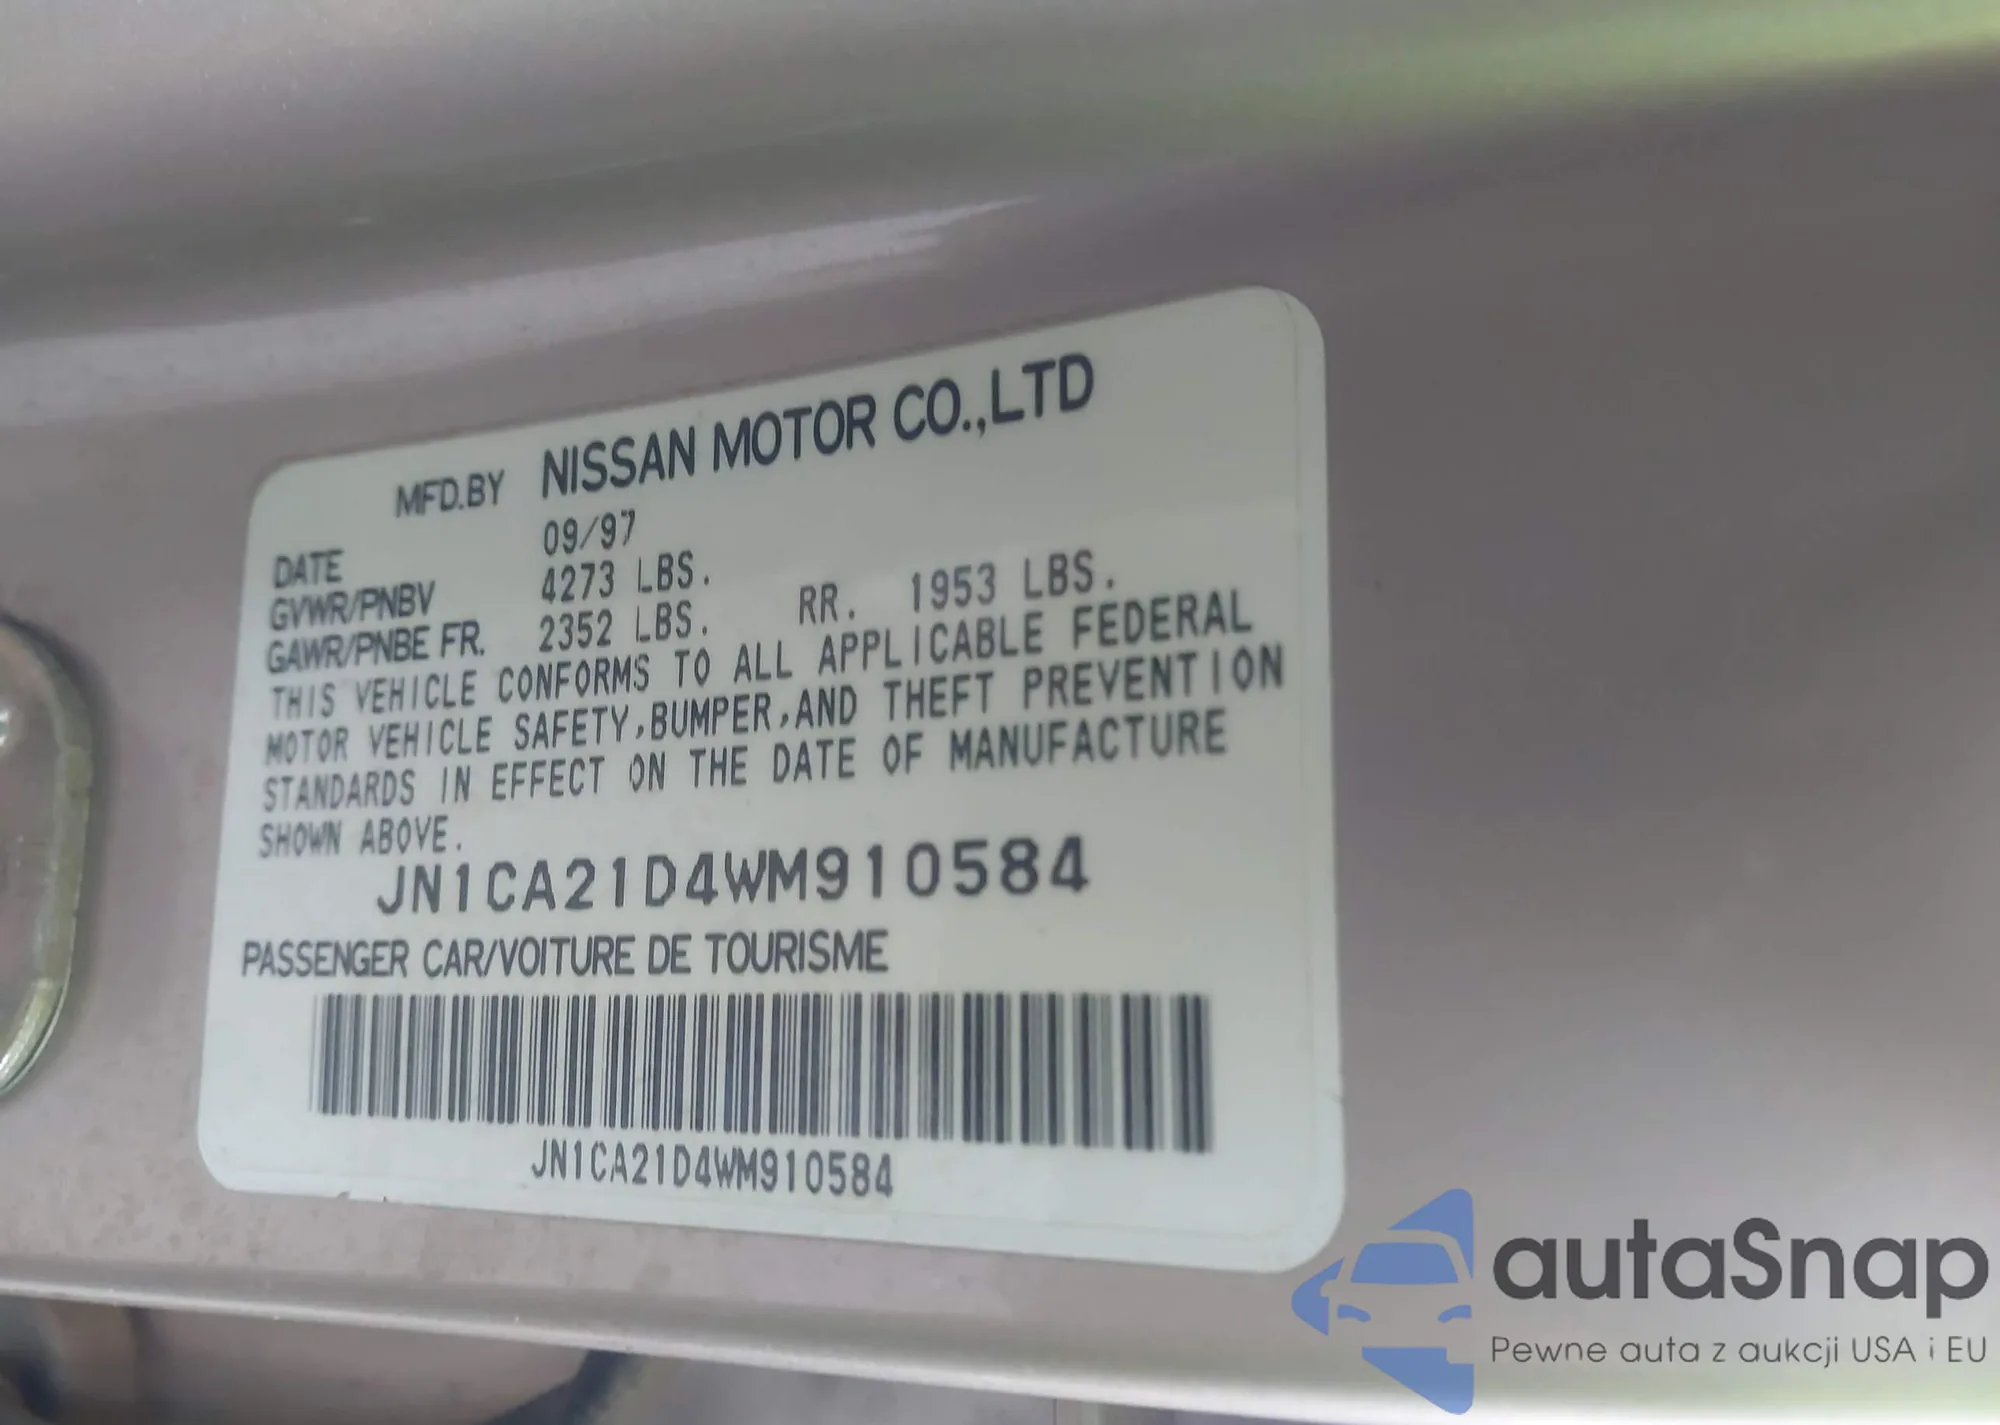 MFD.BY NISSAN MOTOR CO.,LTD
DATE 09/97
GVWR/PNBV 4273 LBS.
GAWR/PNBE FR. 2352 LBS. RR. 1953 LBS.
THIS VEHICLE CONFORMS TO ALL APPLICABLE FEDERAL
MOTOR VEHICLE SAFETY,BUMPER,AND THEFT PREVENTION
STANDARDS IN EFFECT ON THE DATE OF MANUFACTURE
SHOWN ABOVE.
JN1CA21D4WM910584
PASSENGER CAR/VOITURE DE TOURISME
JN1CA21D4WM910584
autaSnap
Pewne auta z aukcji USA i EU